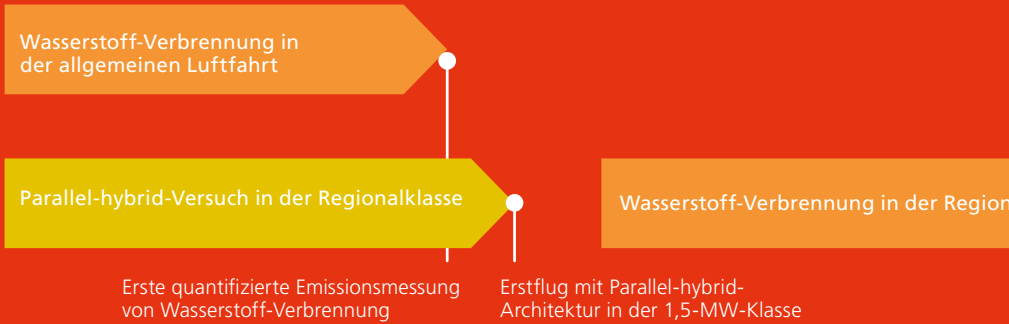 Wasserstoff-Verbrennung in
der allgemeinen Luftfahrt
Parallel-hybrid-Versuch in der Regionalklasse
Wasserstoff-Verbrennung in der Region
Erste quantifizierte Emissionsmessung
von Wasserstoff-Verbrennung
Erstflug mit Parallel-hybrid-
Architektur in der 1,5-MW-Klasse